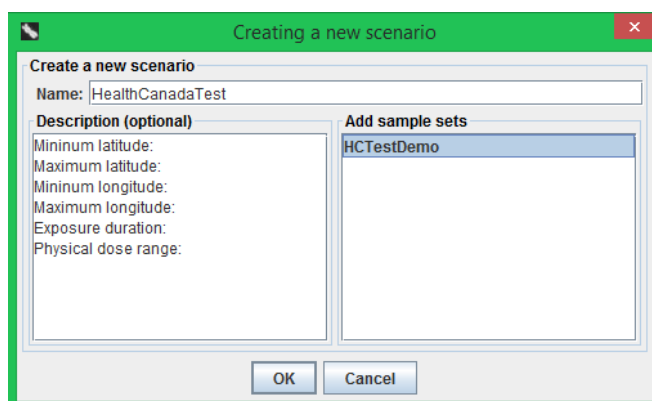 Creating a new scenario
Create a new scenario
Name: HealthCanadaTest
Description (optional)
Mininum latitude:
Maximum latitude:
Mininum longitude:
Maximum longitude:
Exposure duration:
Physical dose range:
Add sample sets
HCTestDemo
OK Cancel